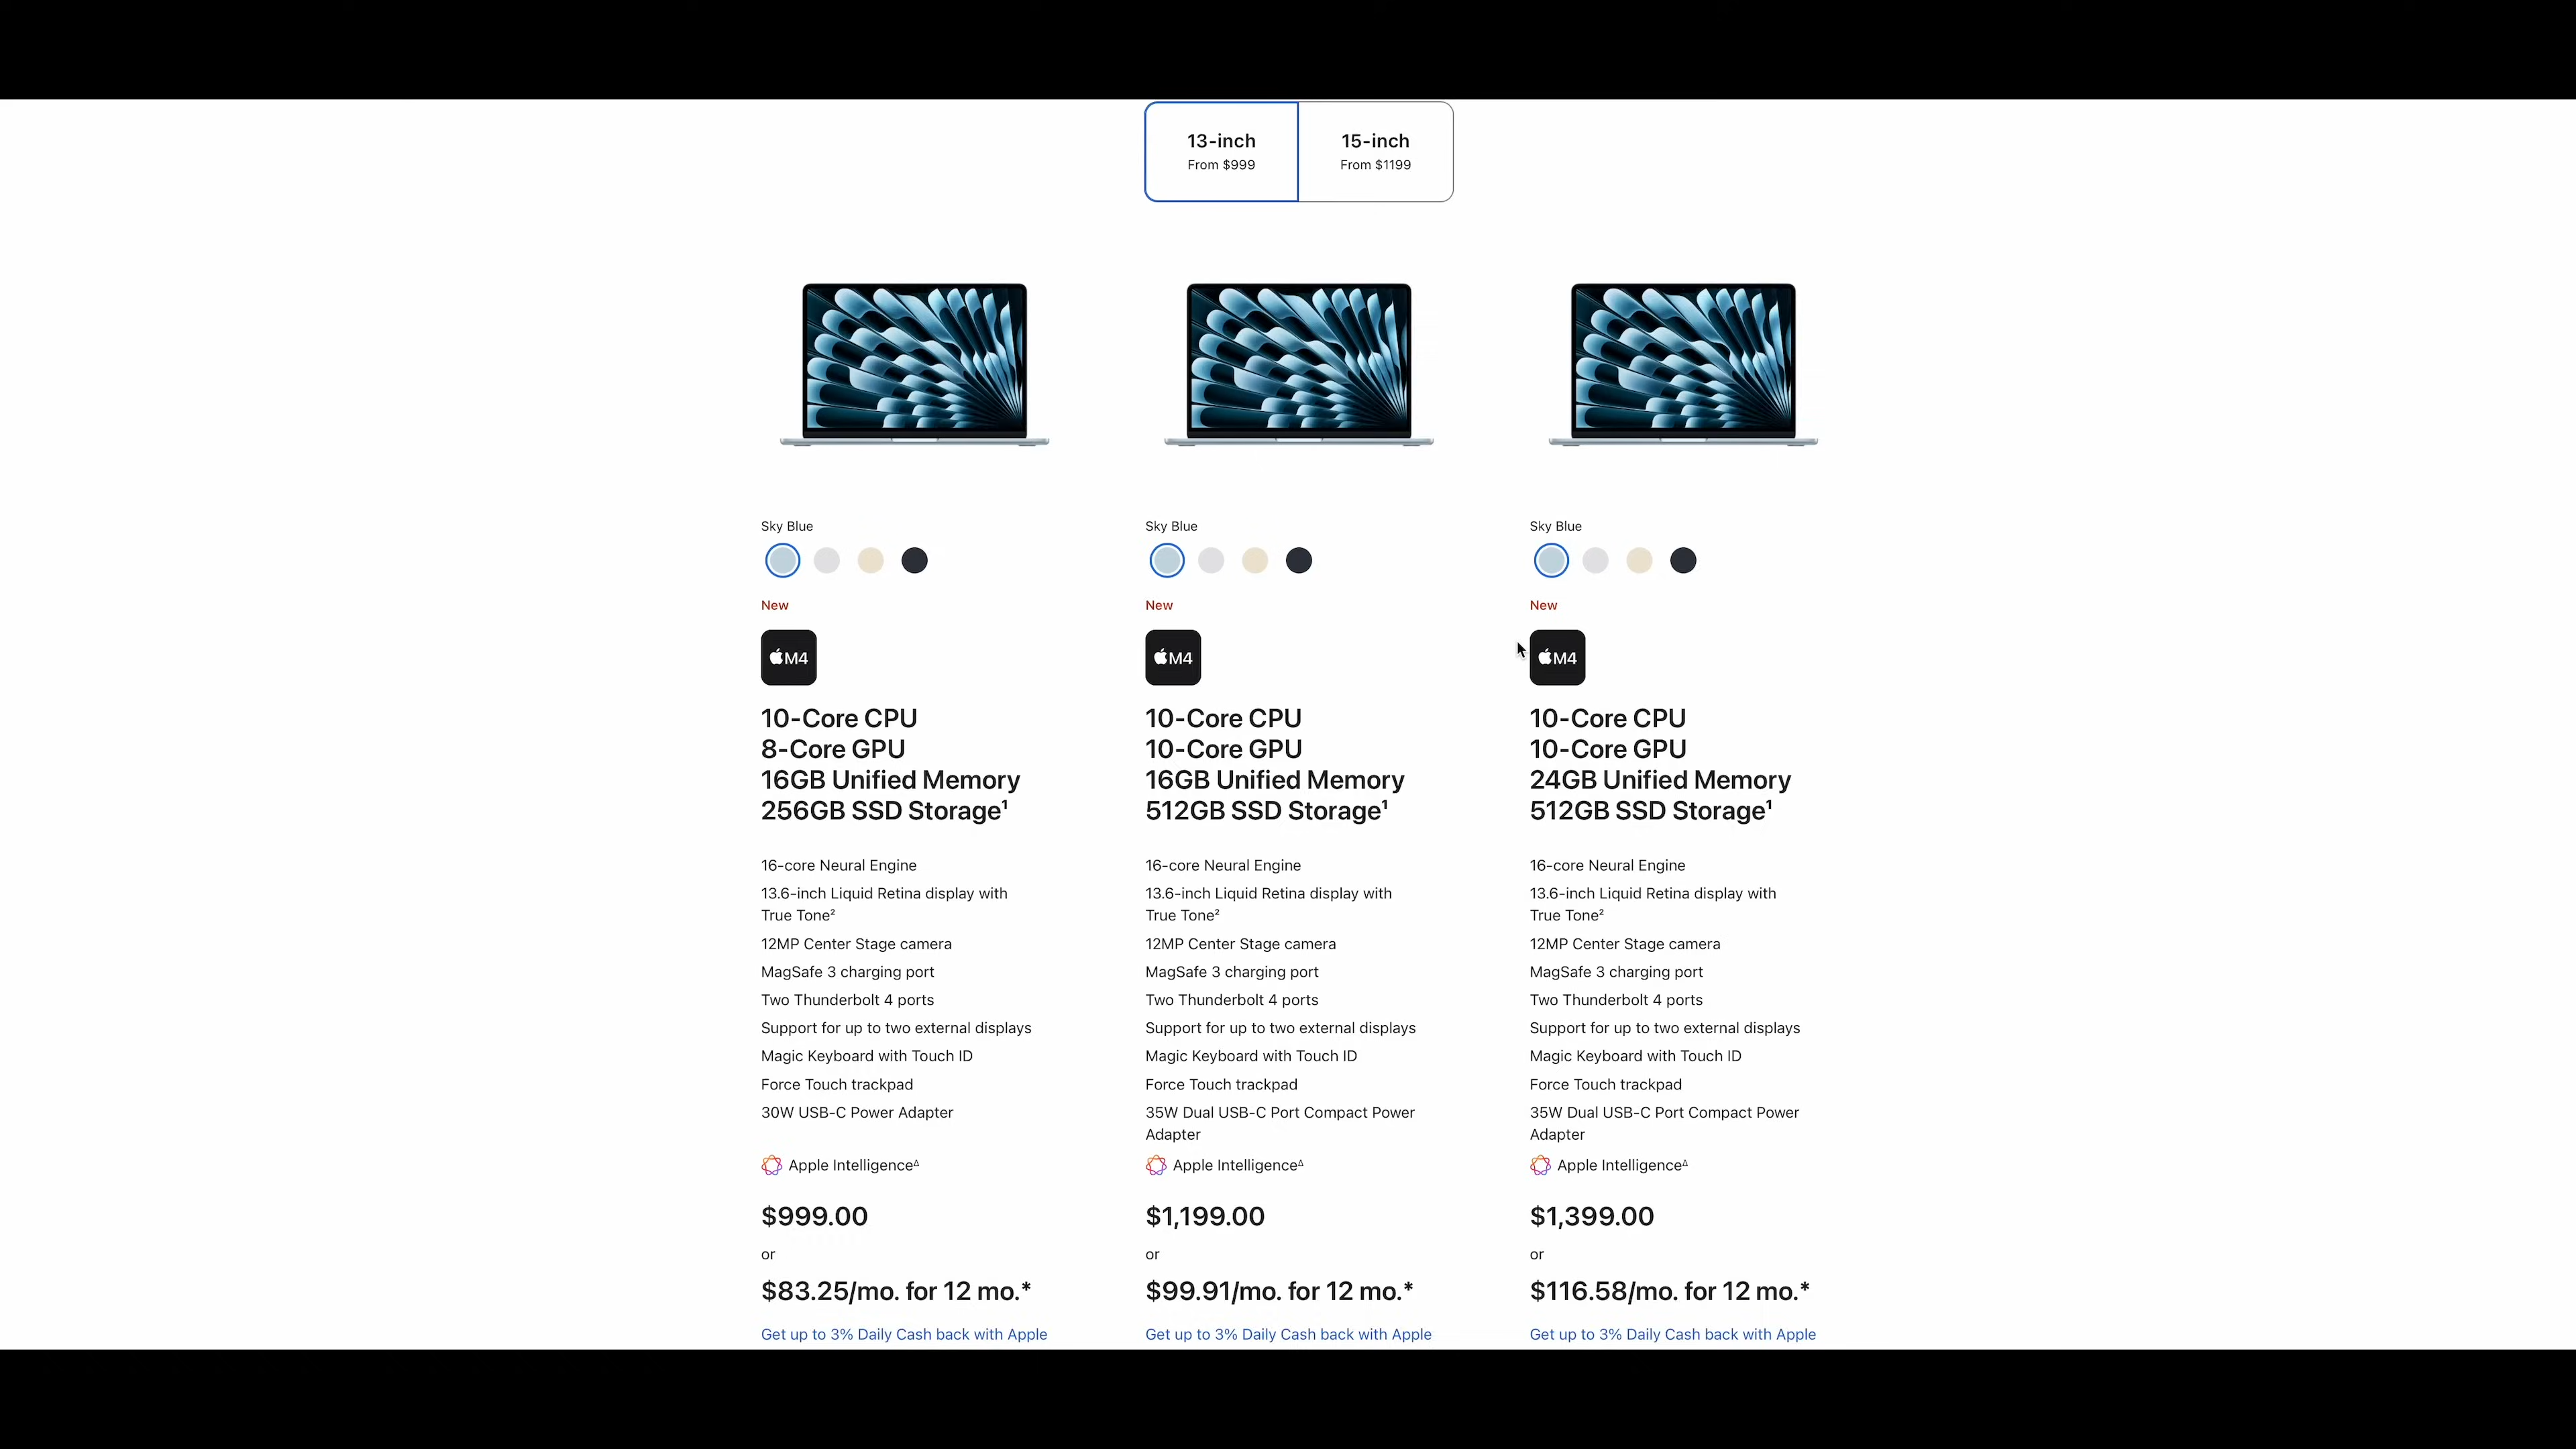 13-inch
From $999
15-inch
From $1199
Sky Blue
New
M4
10-Core CPU
8-Core GPU
16GB Unified Memory
256GB SSD Storage¹
16-core Neural Engine
13.6-inch Liquid Retina display with
True Tone²
12MP Center Stage camera
MagSafe 3 charging port
Two Thunderbolt 4 ports
Support for up to two external displays
Magic Keyboard with Touch ID
Force Touch trackpad
30W USB-C Power Adapter
Apple Intelligence∆
$999.00
or
$83.25/mo. for 12 mo.*
Get up to 3% Daily Cash back with Apple
Sky Blue
New
M4
10-Core CPU
10-Core GPU
16GB Unified Memory
512GB SSD Storage¹
16-core Neural Engine
13.6-inch Liquid Retina display with
True Tone²
12MP Center Stage camera
MagSafe 3 charging port
Two Thunderbolt 4 ports
Support for up to two external displays
Magic Keyboard with Touch ID
Force Touch trackpad
35W Dual USB-C Port Compact Power
Adapter
Apple Intelligence∆
$1,199.00
or
$99.91/mo. for 12 mo.*
Get up to 3% Daily Cash back with Apple
Sky Blue
New
M4
10-Core CPU
10-Core GPU
24GB Unified Memory
512GB SSD Storage¹
16-core Neural Engine
13.6-inch Liquid Retina display with
True Tone²
12MP Center Stage camera
MagSafe 3 charging port
Two Thunderbolt 4 ports
Support for up to two external displays
Magic Keyboard with Touch ID
Force Touch trackpad
35W Dual USB-C Port Compact Power
Adapter
Apple Intelligence∆
$1,399.00
or
$116.58/mo. for 12 mo.*
Get up to 3% Daily Cash back with Apple